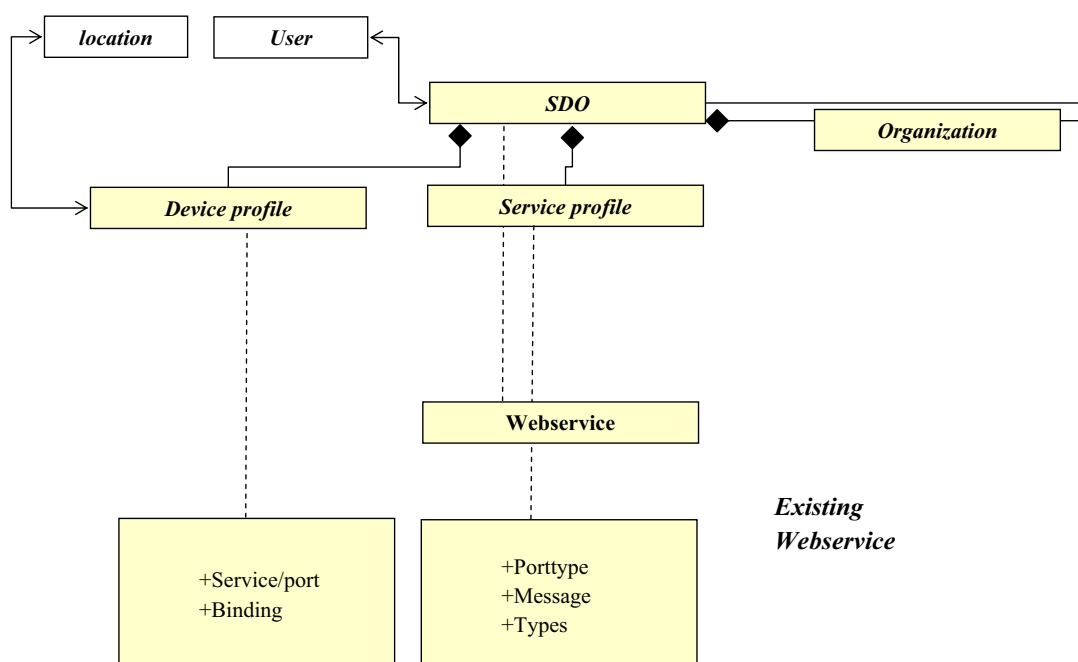 location
User
SDO
Organization
Device profile
Service profile
Webservice
Existing
Webservice
+Service/port
+Binding
+Porttype
+Message
+Types